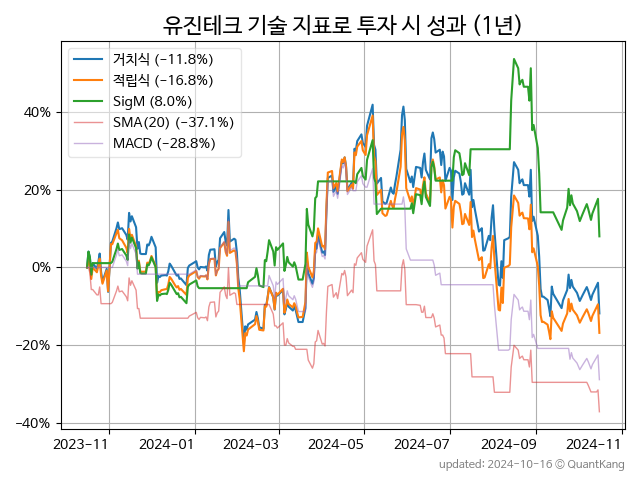 유진테크 기술 지표로 투자 시 성과 (1년)
거치식 (-11.8%)
적립식 (-16.8%)
SigM (8.0%)
SMA(20) (-37.1%)
MACD (-28.8%)
40%
20%
0%
-20%
-40%
2023-11 2024-01 2024-03 2024-05 2024-07 2024-09 2024-11
updated: 2024-10-16 © QuantKang